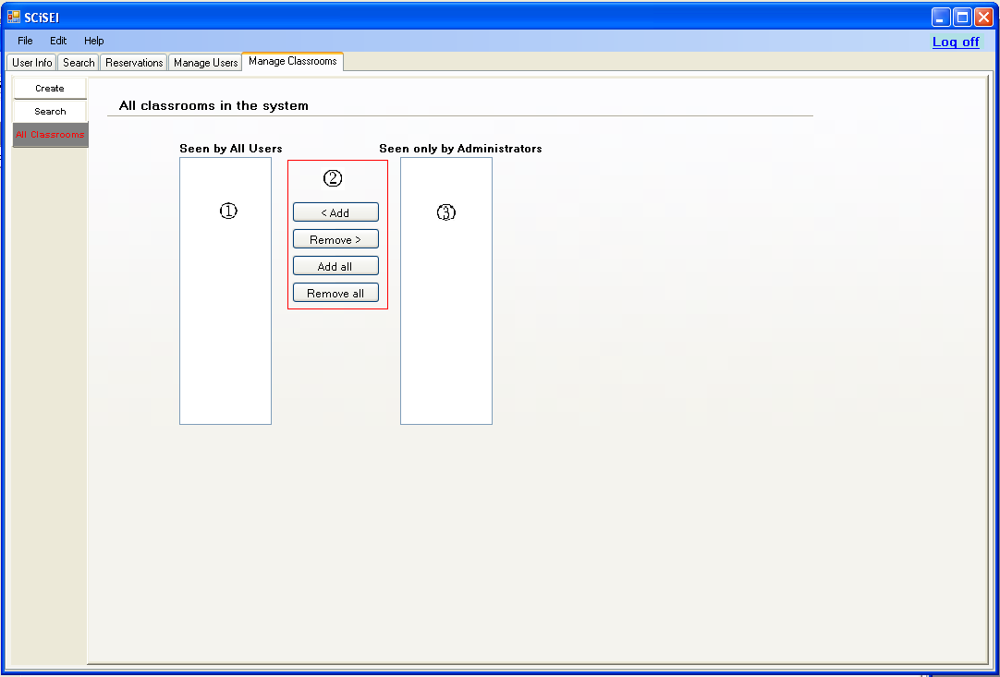 SCiSEI
File Edit Help
Log off
User Info Search Reservations Manage Users Manage Classrooms
Create
Search
All Classrooms
All classrooms in the system
Seen by All Users
Seen only by Administrators
①
②
< Add
Remove >
Add all
Remove all
③